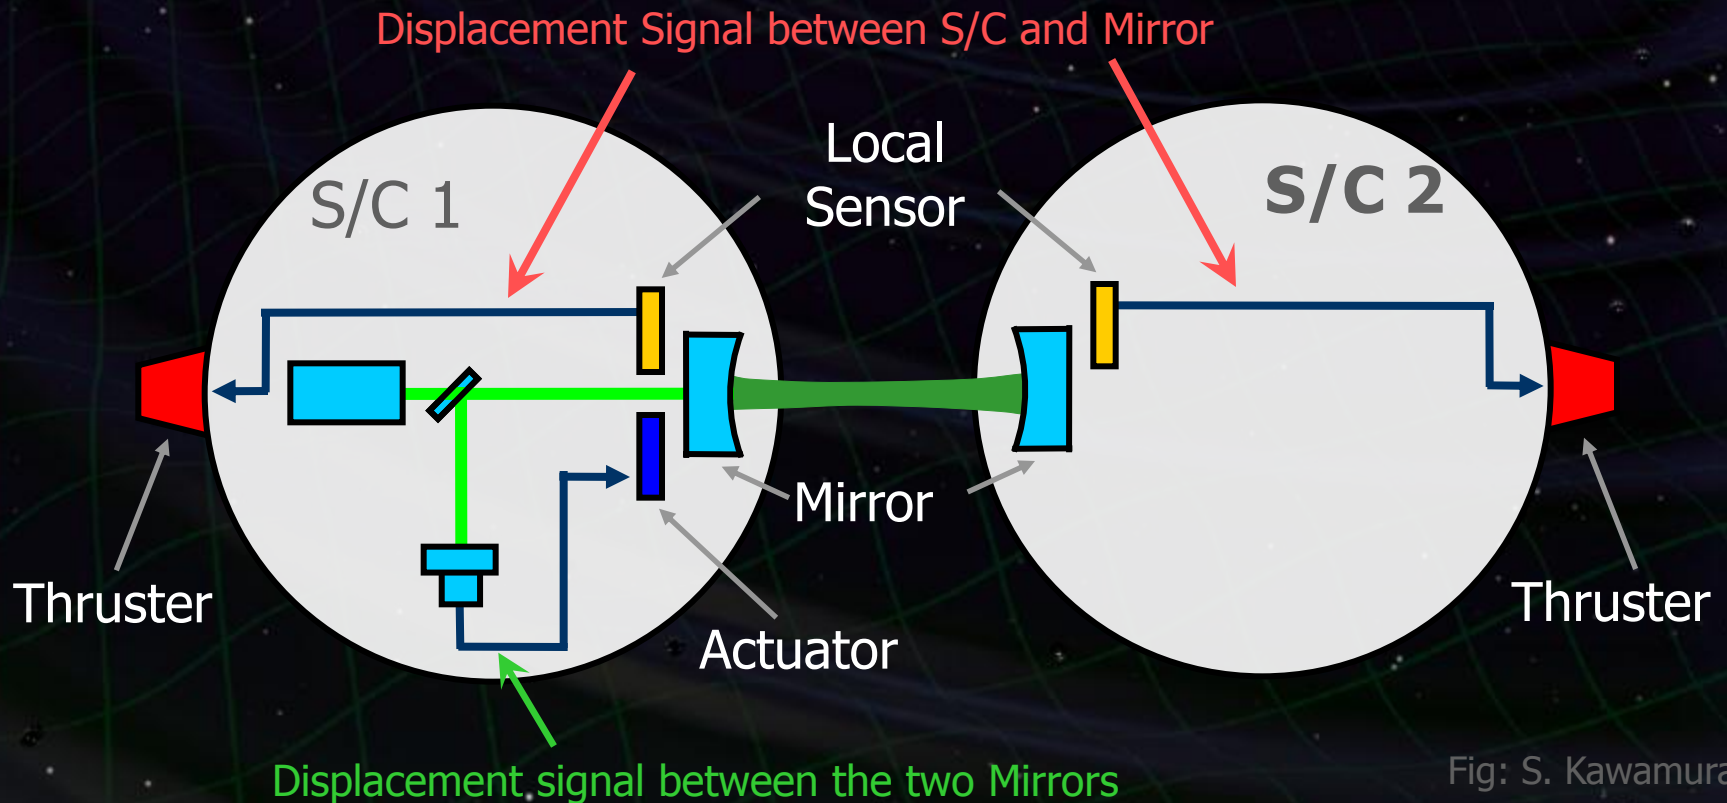 Displacement Signal between S/C and Mirror
Local
Sensor
S/C 1
S/C 2
Mirror
Thruster
Thruster
Actuator
Displacement signal between the two Mirrors
Fig: S. Kawamura